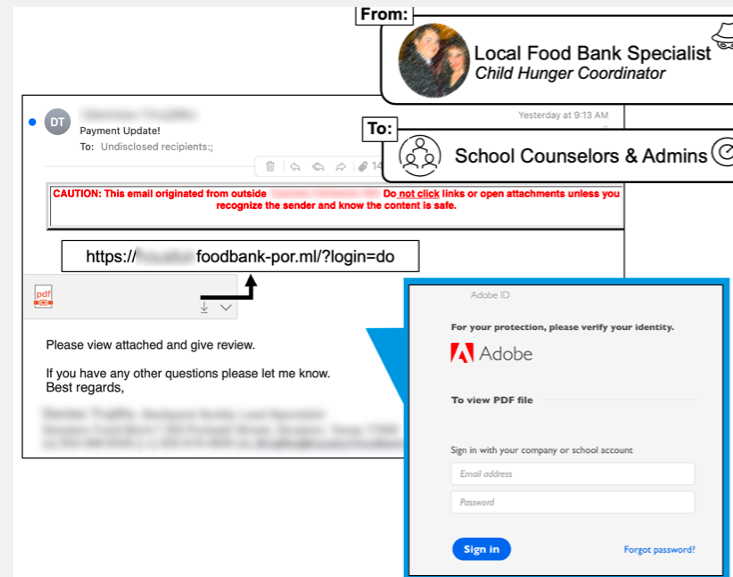 From:
Local Food Bank Specialist
Child Hunger Coordinator
DT
Payment Update!
Yesterday at 9:13 AM
To: Undisclosed recipients:;
To:
School Counselors & Admins
14
CAUTION: This email originated from outside Do not click links or open attachments unless you
recognize the sender and know the content is safe.
https:// foodbank-por.ml/?login=do
pdf
Please view attached and give review.
If you have any other questions please let me know.
Best regards,
Adobe ID
For your protection, please verify your identity.
Adobe
To view PDF file
Sign in with your company or school account
Email address
Password
Sign in
Forgot password?